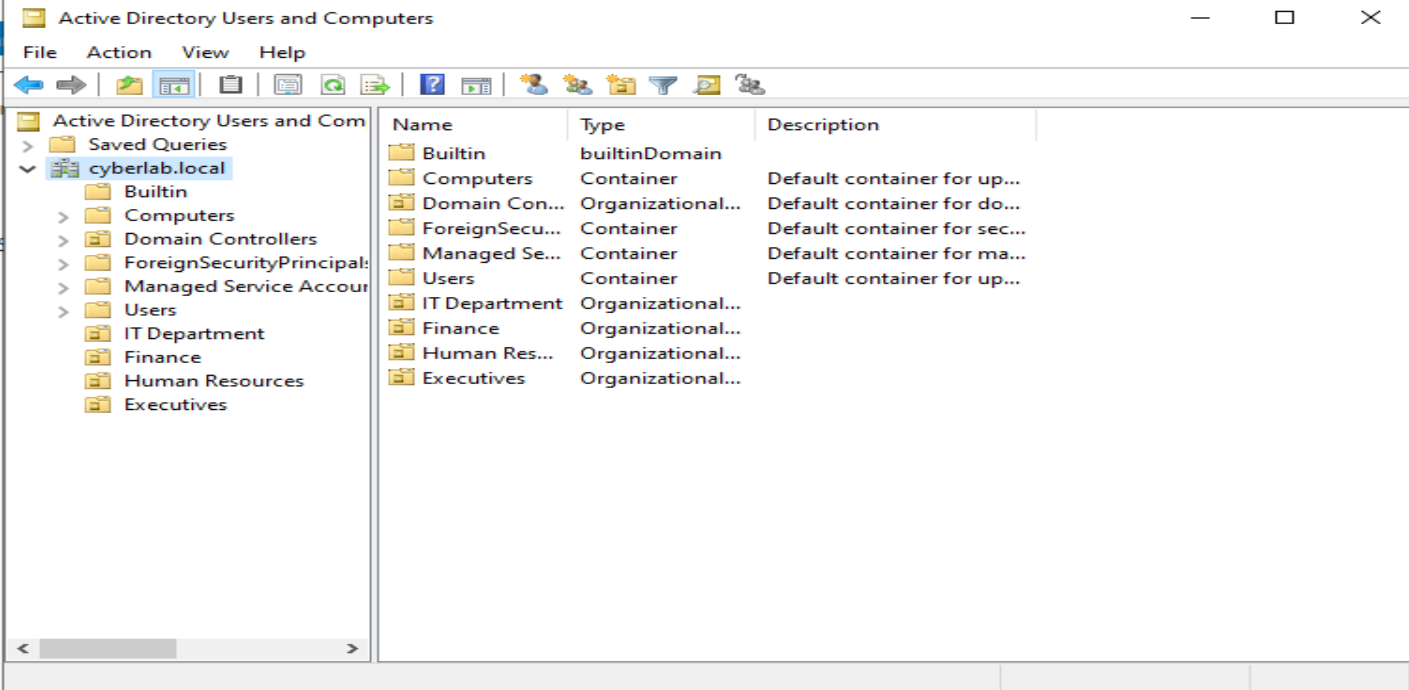 Active Directory Users and Computers
File Action View Help
Active Directory Users and Com
Saved Queries
cyberlab.local
Builtin
Computers
Domain Controllers
ForeignSecurityPrincipals
Managed Service Accour
Users
IT Department
Finance
Human Resources
Executives
Name Type Description
Builtin builtinDomain
Computers Container Default container for up...
Domain Con... Organizational... Default container for do...
ForeignSecu... Container Default container for sec...
Managed Se... Container Default container for ma...
Users Container Default container for up...
IT Department Organizational...
Finance Organizational...
Human Res... Organizational...
Executives Organizational...